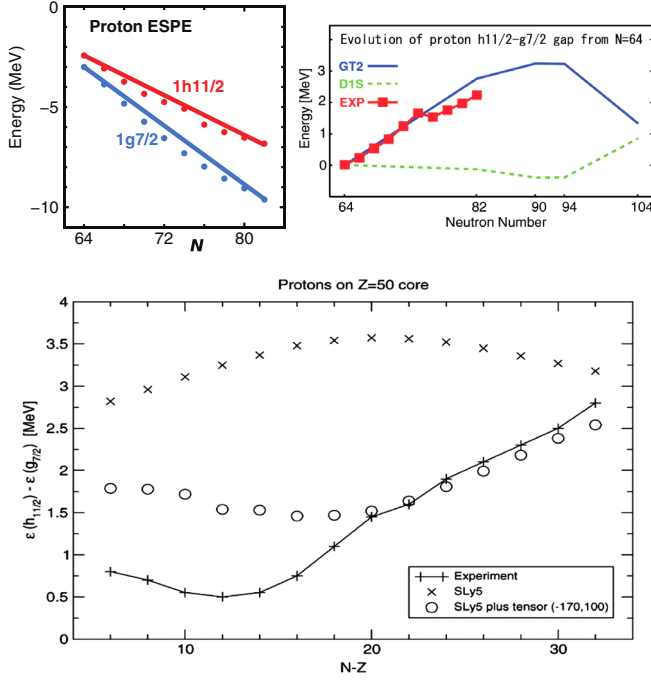 Proton ESPE
Energy (MeV)
0
−5
−10
1h11/2
1g7/2
64
72
80
N
Evolution of proton h11/2-g7/2 gap from N=64
GT2
D1S
EXP
Energy [MeV]
3
2
1
0
64
82
90
94
104
Neutron Number
Protons on Z=50 core
ε (h11/2) - ε (g7/2) [MeV]
4
3.5
3
2.5
2
1.5
1
0.5
0
Experiment
SLy5
SLy5 plus tensor (-170,100)
10
20
30
N-Z